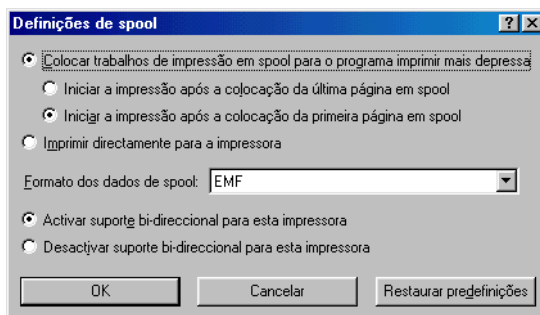 Definições de spool
Colocar trabalhos de impressão em spool para o programa imprimir mais depressa
Iniciar a impressão após a colocação da última página em spool
Iniciar a impressão após a colocação da primeira página em spool
Imprimir directamente para a impressora
Formato dos dados de spool: EMF
Activar suporte bi-direccional para esta impressora
Desactivar suporte bi-direccional para esta impressora
OK Cancelar Restaurar predefinições